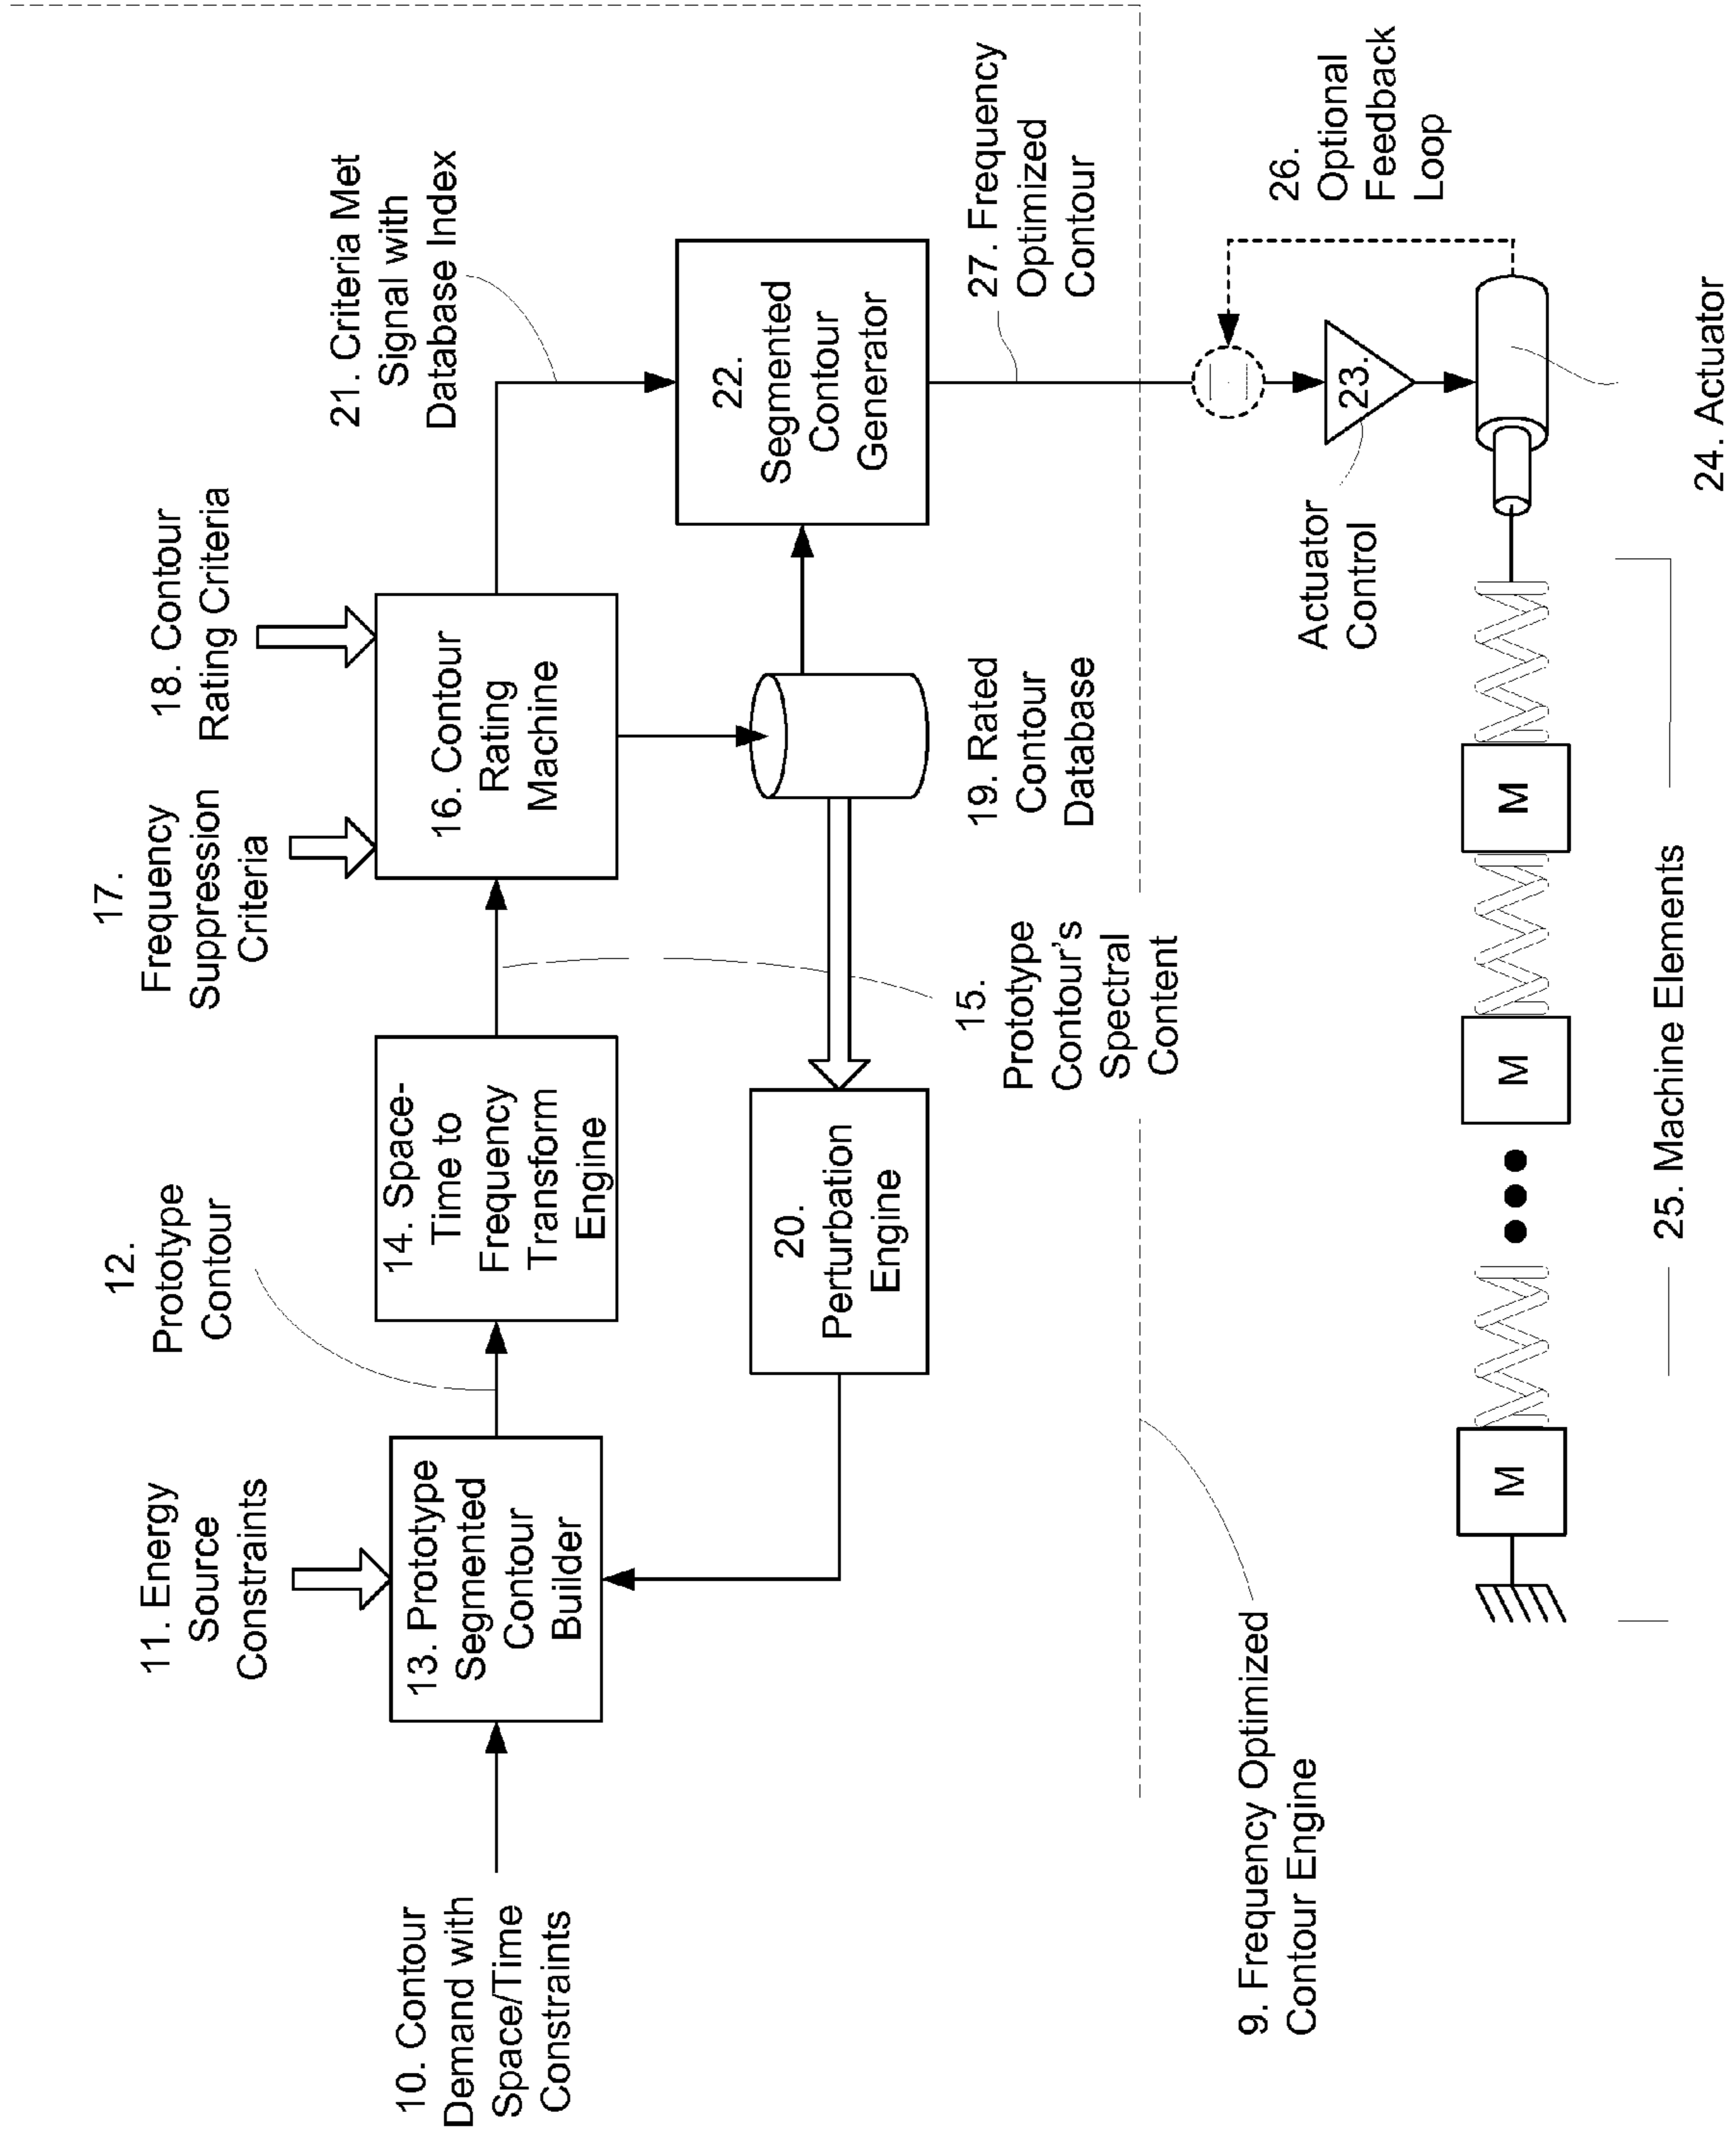 10. Contour
Demand with
Space/Time
Constraints
11. Energy
Source
Constraints
13. Prototype
Segmented
Contour
Builder
12.
Prototype
Contour
14. Space-
Time to
Frequency
Transform
Engine
17.
Frequency
Suppression
Criteria
18. Contour
Rating Criteria
16. Contour
Rating
Machine
21. Criteria Met
Signal with
Database Index
20.
Perturbation
Engine
15.
Prototype
Contour's
Spectral
Content
19. Rated
Contour
Database
22.
Segmented
Contour
Generator
27. Frequency
Optimized
Contour
9. Frequency Optimized
Contour Engine
26.
Optional
Feedback
Loop
Actuator
Control
23.
M
M
M
25. Machine Elements
24. Actuator